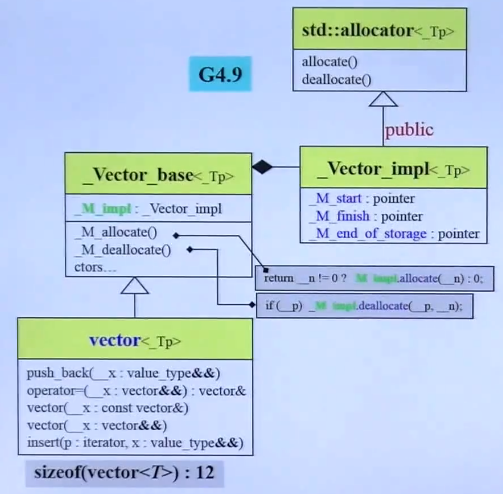 std::allocator<_Tp>
allocate()
deallocate()
G4.9
public
_Vector_base<_Tp>
_M_impl : _Vector_impl
_M_allocate()
_M_deallocate()
ctors...
_Vector_impl<_Tp>
_M_start : pointer
_M_finish : pointer
_M_end_of_storage : pointer
return __n != 0 ? _M_impl.allocate(__n) : 0;
if (__p) _M_impl.deallocate(__p, __n);
vector<_Tp>
push_back(__x : value_type&&)
operator=(__x : vector&&) : vector&
vector(__x : const vector&)
vector(__x : vector&&)
insert(p : iterator, x : value_type&&)
sizeof(vector<T>) : 12